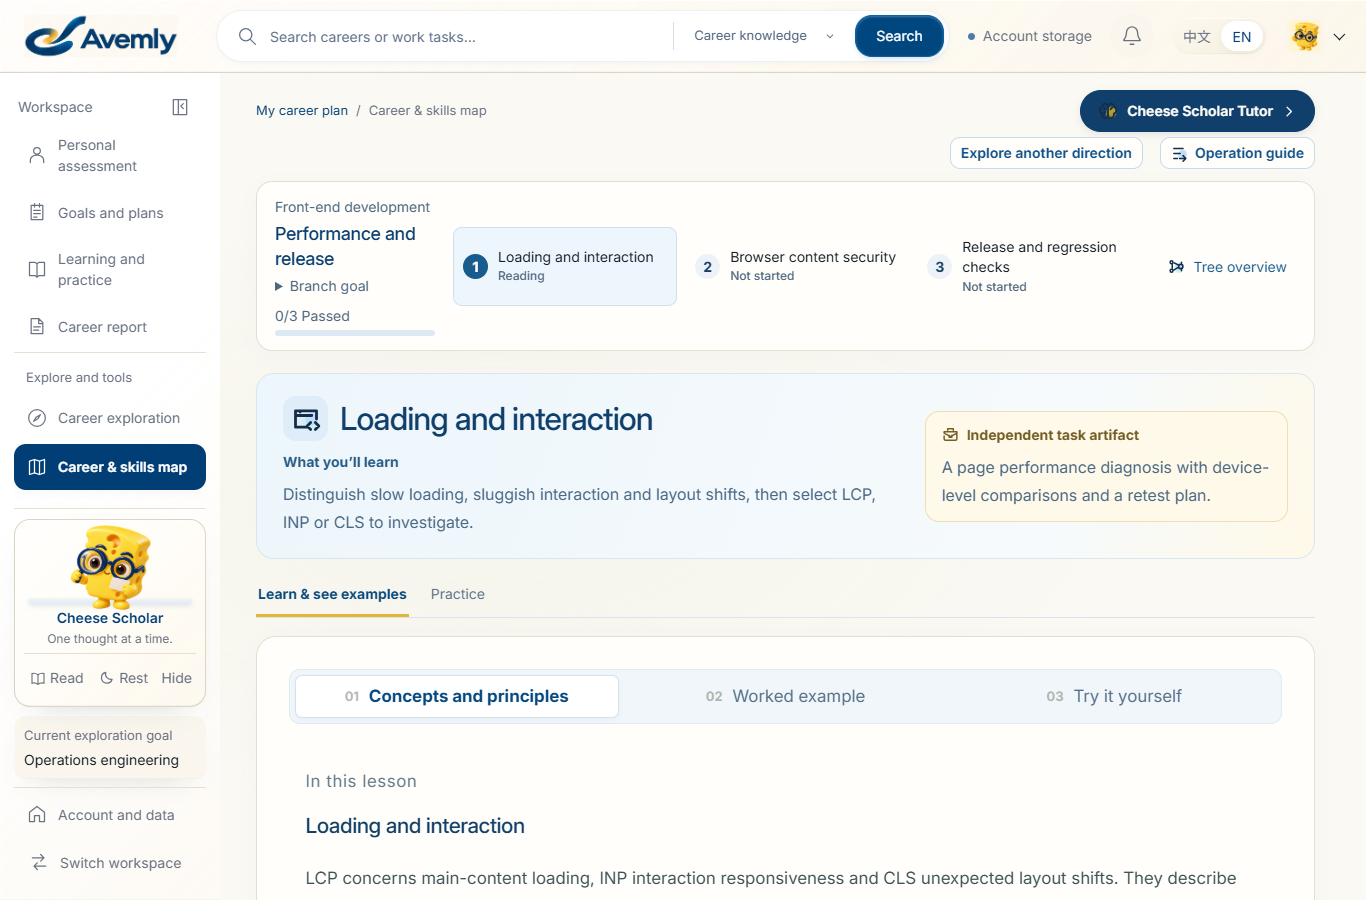 Avemly
Search careers or work tasks...
Career knowledge
Search
Account storage
中文
EN
Workspace
Personal
assessment
Goals and plans
Learning and
practice
Career report
Explore and tools
Career exploration
Career & skills map
Cheese Scholar
One thought at a time.
Read
Rest
Hide
Current exploration goal
Operations engineering
Account and data
Switch workspace
My career plan / Career & skills map
Cheese Scholar Tutor
Explore another direction
Operation guide
Front-end development
Performance and
release
Branch goal
0/3 Passed
1
Loading and interaction
Reading
2
Browser content security
Not started
3
Release and regression
checks
Not started
Tree overview
Loading and interaction
What you’ll learn
Distinguish slow loading, sluggish interaction and layout shifts, then select LCP,
INP or CLS to investigate.
Independent task artifact
A page performance diagnosis with device-
level comparisons and a retest plan.
Learn & see examples
Practice
01 Concepts and principles
02 Worked example
03 Try it yourself
In this lesson
Loading and interaction
LCP concerns main-content loading, INP interaction responsiveness and CLS unexpected layout shifts. They describe